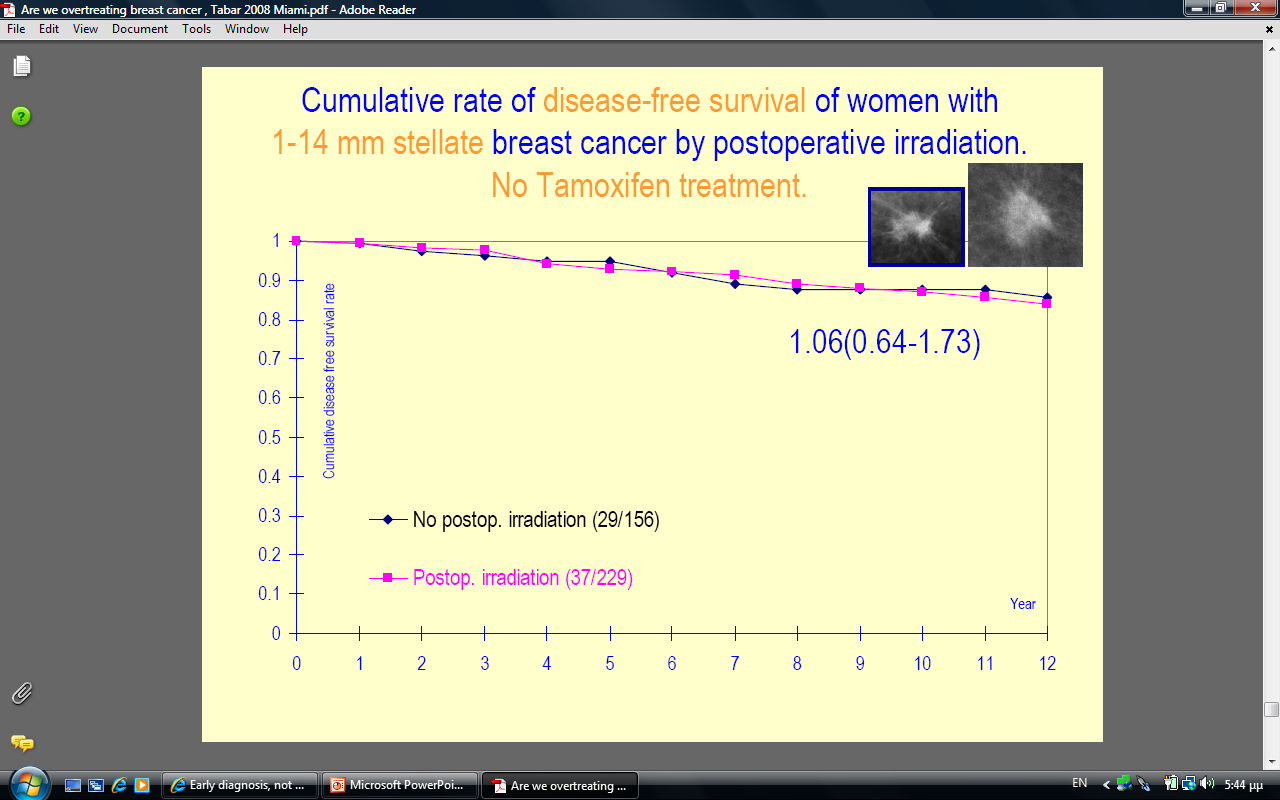 Are we overtreating breast cancer , Tabar 2008 Miami.pdf - Adobe Reader
File Edit View Document Tools Window Help
Cumulative rate of disease-free survival of women with
1-14 mm stellate breast cancer by postoperative irradiation.
No Tamoxifen treatment.
1
0.9
0.8
0.7
0.6
0.5
0.4
0.3
0.2
0.1
0
Cumulative disease free survival rate
1.06(0.64-1.73)
No postop. irradiation (29/156)
Postop. irradiation (37/229)
Year
0 1 2 3 4 5 6 7 8 9 10 11 12
Early diagnosis, not ...
Microsoft PowerPoi...
Are we overtreating ...
EN
5:44 μμ